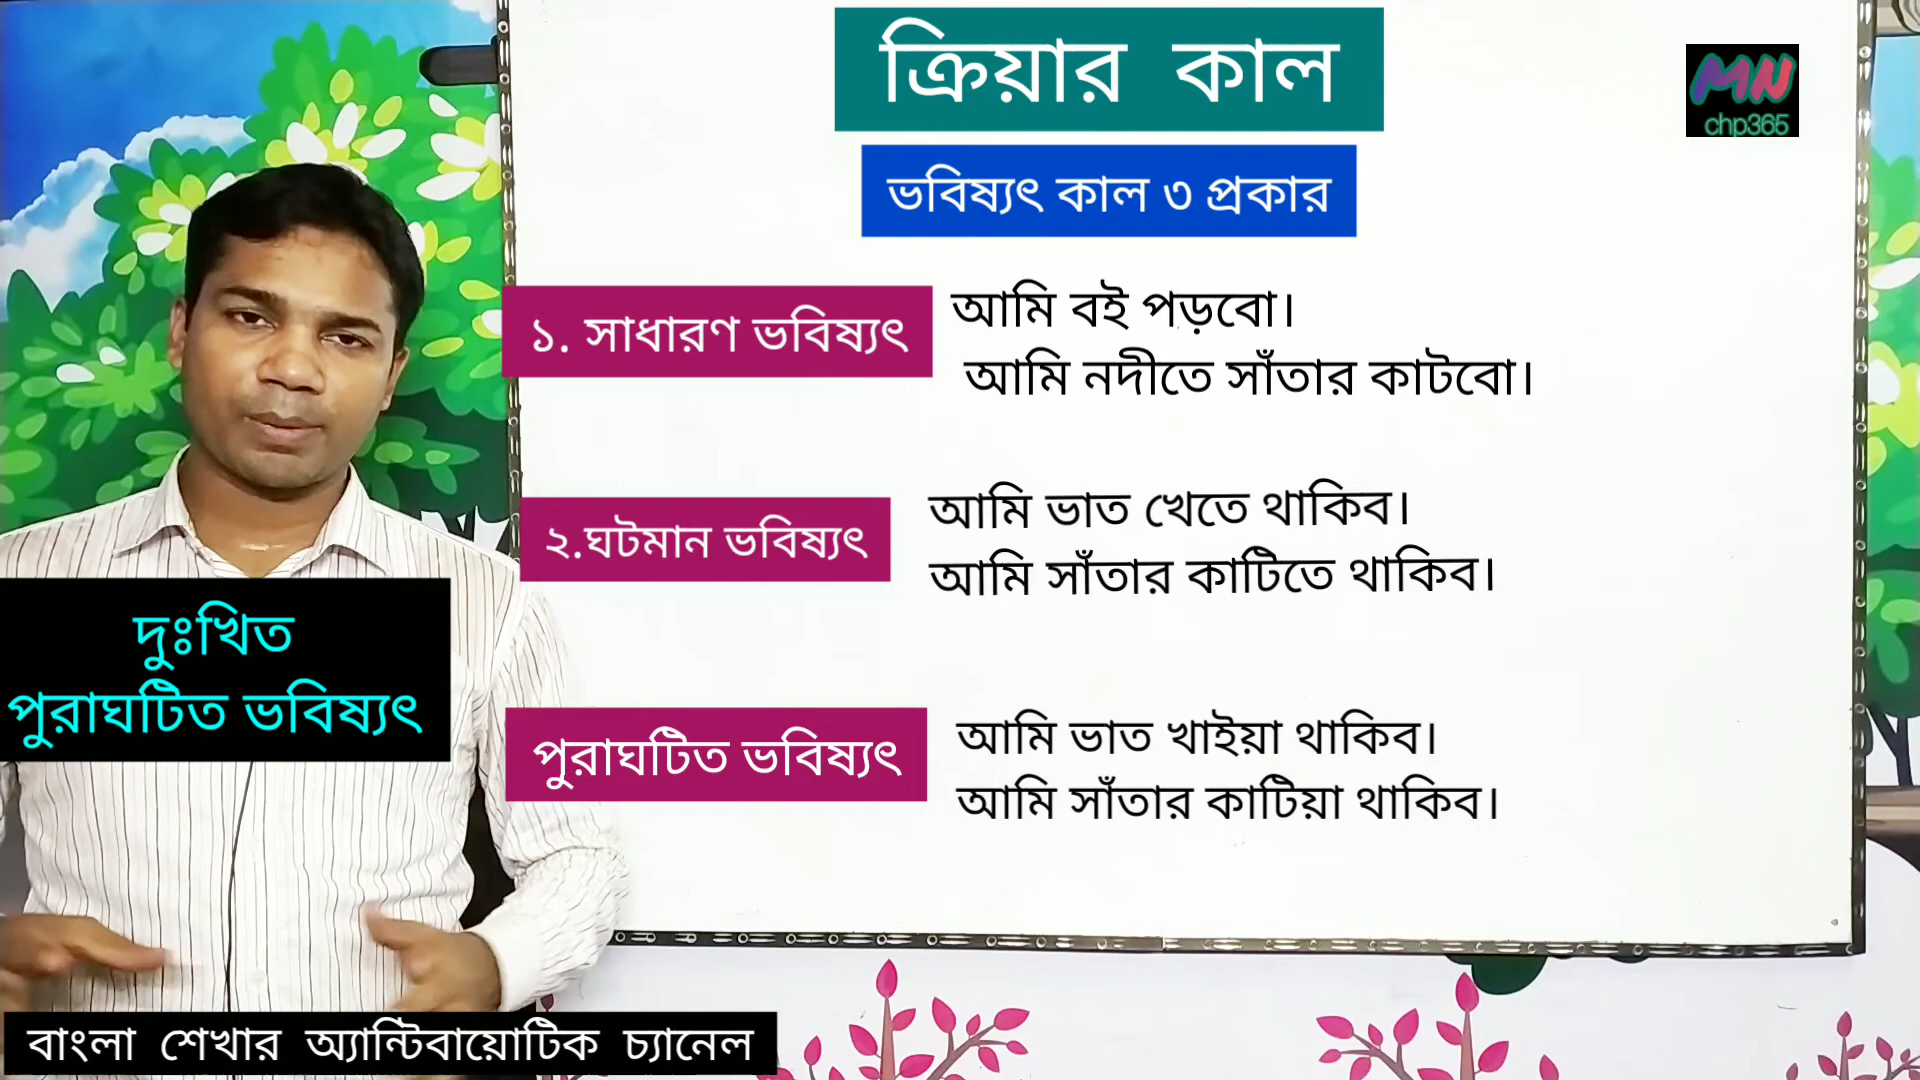 ক্রিয়ার কাল
MN
chp365
ভবিষ্যৎ কাল ৩ প্রকার
১. সাধারণ ভবিষ্যৎ
আমি বই পড়বো।
আমি নদীতে সাঁতার কাটবো।
২.ঘটমান ভবিষ্যৎ
আমি ভাত খেতে থাকিব।
আমি সাঁতার কাটিতে থাকিব।
দুঃখিত
পুরাঘটিত ভবিষ্যৎ
পুরাঘটিত ভবিষ্যৎ
আমি ভাত খাইয়া থাকিব।
আমি সাঁতার কাটিয়া থাকিব।
বাংলা শেখার অ্যান্টিবায়োটিক চ্যানেল